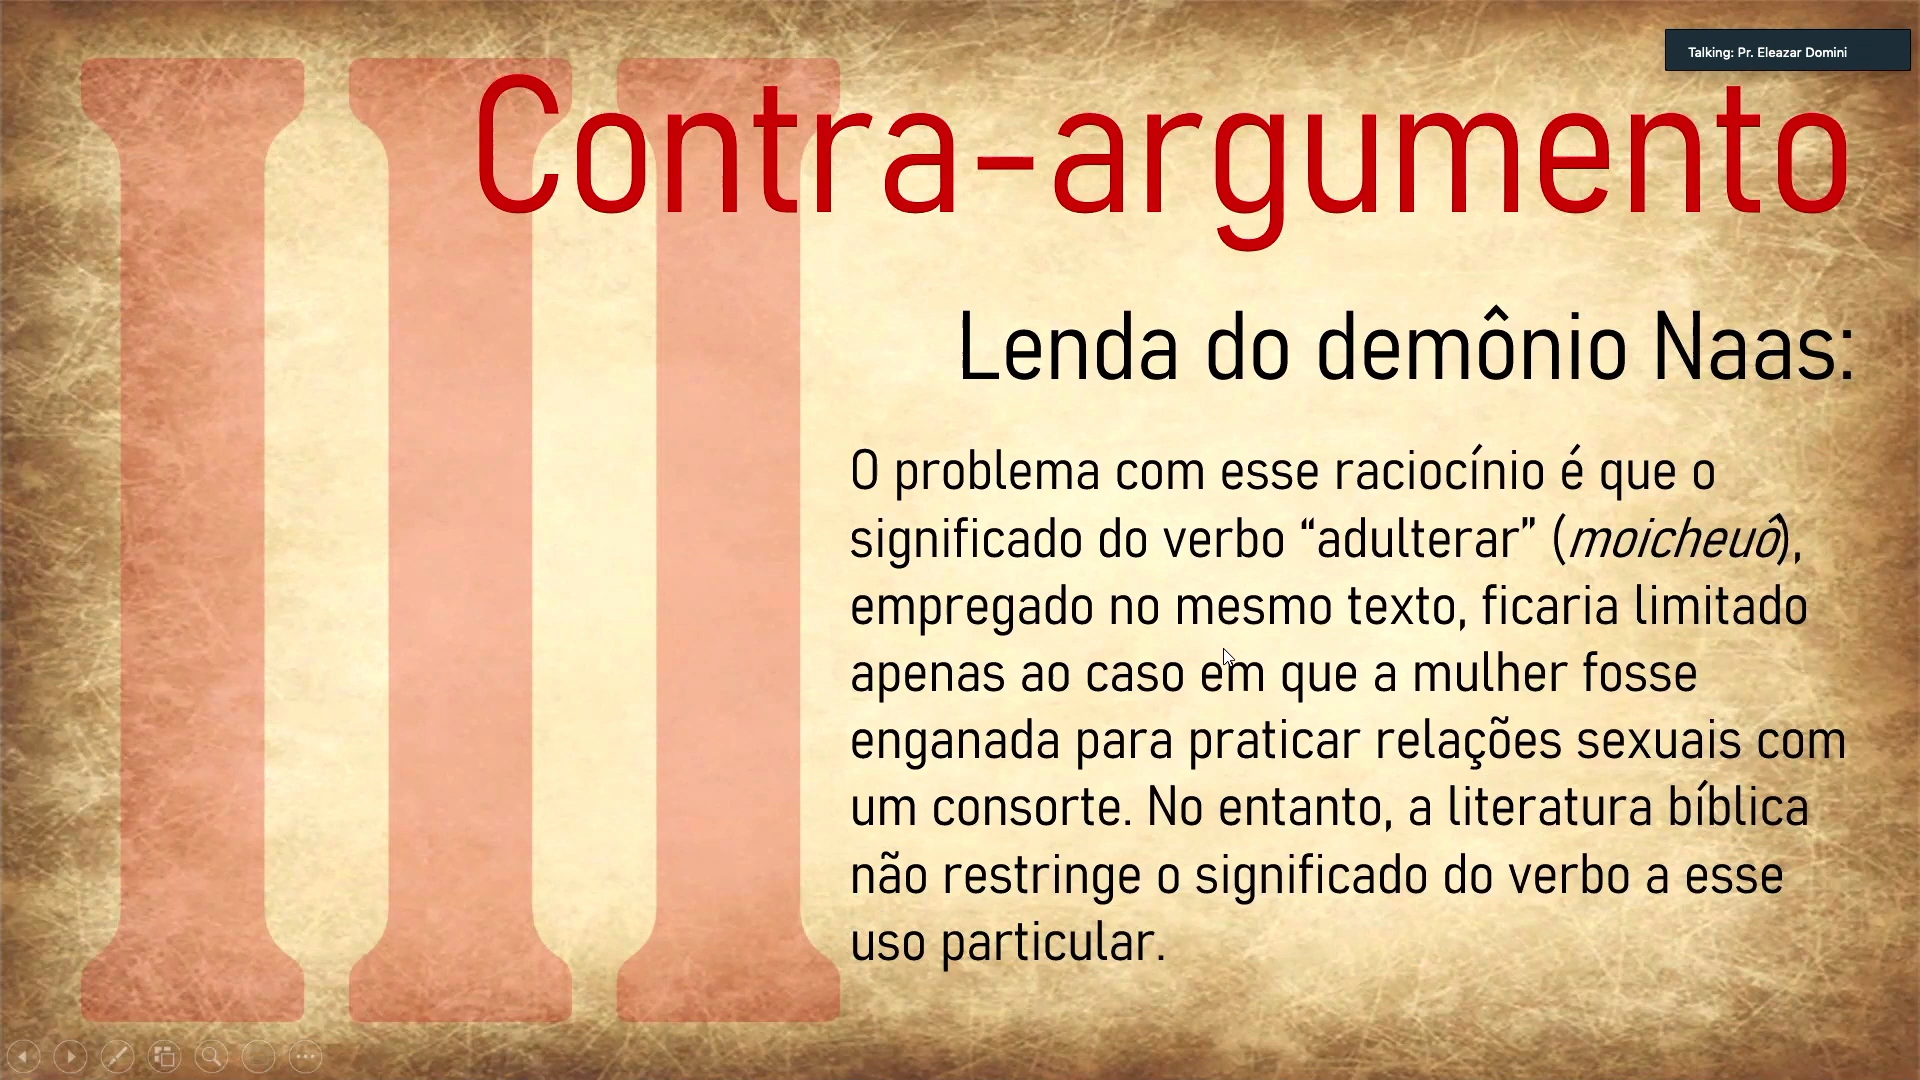 Talking: Pr. Eleazar Domini
III
Contra-argumento
Lenda do demônio Naas:
O problema com esse raciocínio é que o
significado do verbo “adulterar” (moicheuô),
empregado no mesmo texto, ficaria limitado
apenas ao caso em que a mulher fosse
enganada para praticar relações sexuais com
um consorte. No entanto, a literatura bíblica
não restringe o significado do verbo a esse
uso particular.